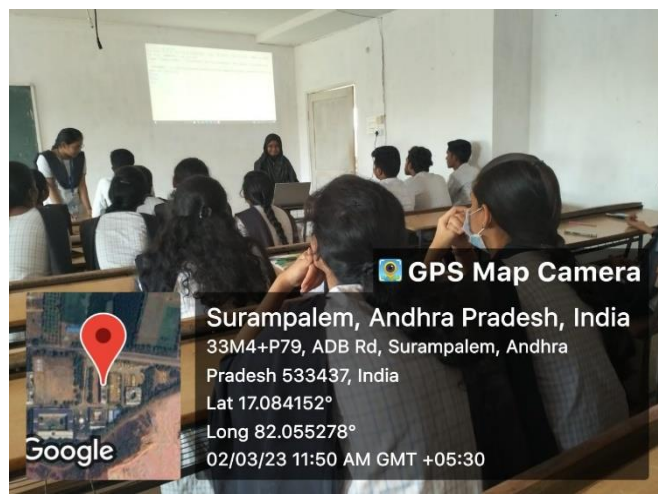 GPS Map Camera
Surampalem, Andhra Pradesh, India
33M4+P79, ADB Rd, Surampalem, Andhra
Pradesh 533437, India
Lat 17.084152°
Long 82.055278°
02/03/23 11:50 AM GMT +05:30
Google